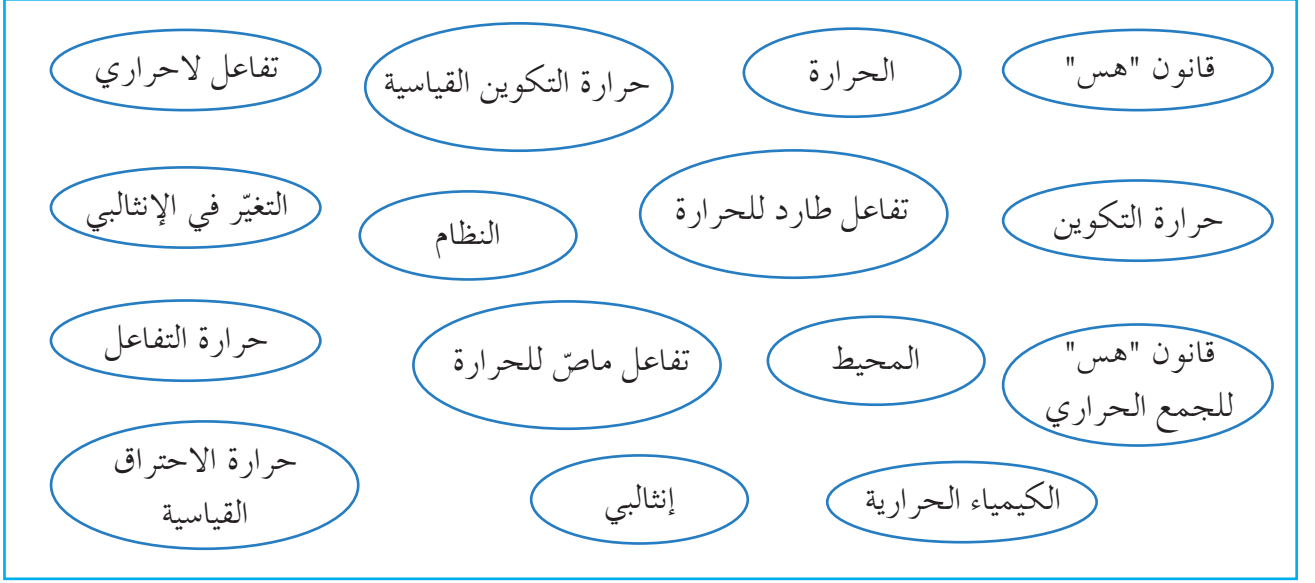 قانون "هس"
الحرارة
حرارة التكوين القياسية
تفاعل لاحراري
حرارة التكوين
تفاعل طارد للحرارة
النظام
التغيّر في الإنثالبي
قانون "هس"
للجمع الحراري
المحيط
تفاعل ماصّ للحرارة
حرارة التفاعل
الكيمياء الحرارية
إنثالبي
حرارة الاحتراق
القياسية